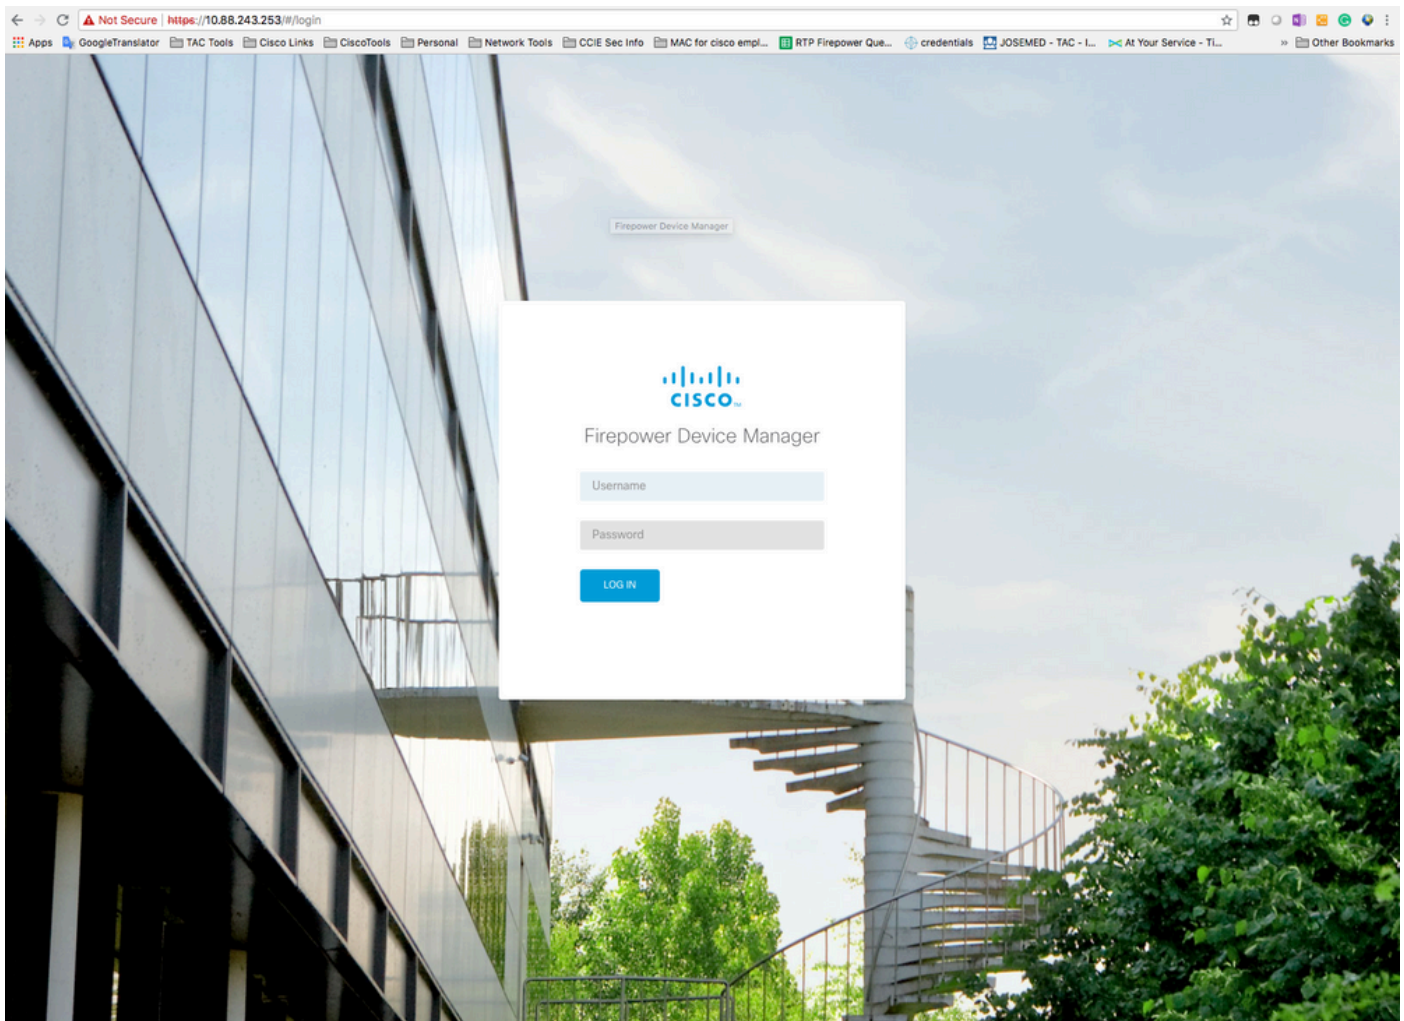 Not Secure https://10.88.243.253/#/login
Apps GoogleTranslator TAC Tools Cisco Links CiscoTools Personal Network Tools CCIE Sec Info MAC for cisco empl... RTP Firepower Que... credentials JOSEMED - TAC - I... At Your Service - Ti... » Other Bookmarks
Firepower Device Manager
CISCO™
Firepower Device Manager
Username
Password
LOG IN